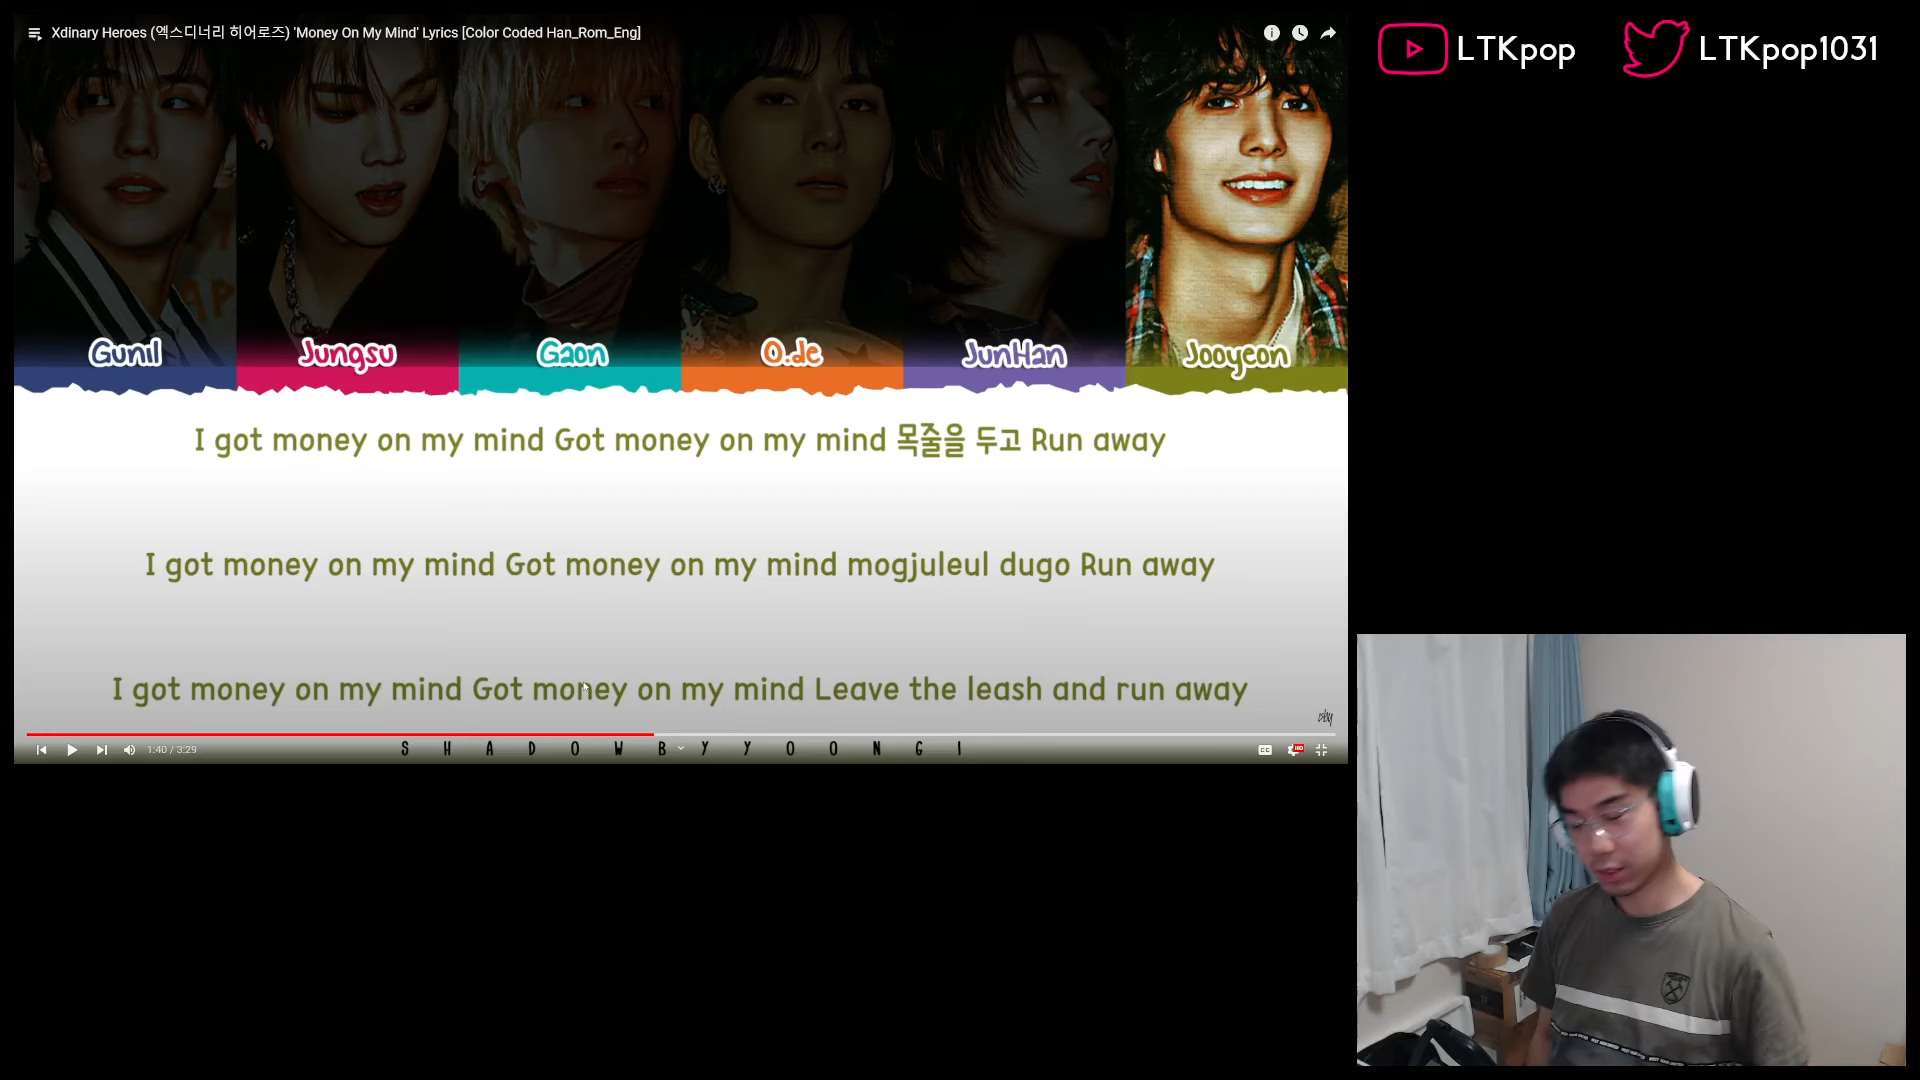 Xdinary Heroes (엑스디너리 히어로즈) 'Money On My Mind' Lyrics [Color Coded Han_Rom_Eng]
LTKpop
LTKpop1031
Gunil
Jungsu
Gaon
O.de
JunHan
Jooyeon
I got money on my mind Got money on my mind 목줄을 두고 Run away
I got money on my mind Got money on my mind mogjuleul dugo Run away
I got money on my mind Got money on my mind Leave the leash and run away
1:40 / 3:29
SHADOWBYYOONGI
CC
HD